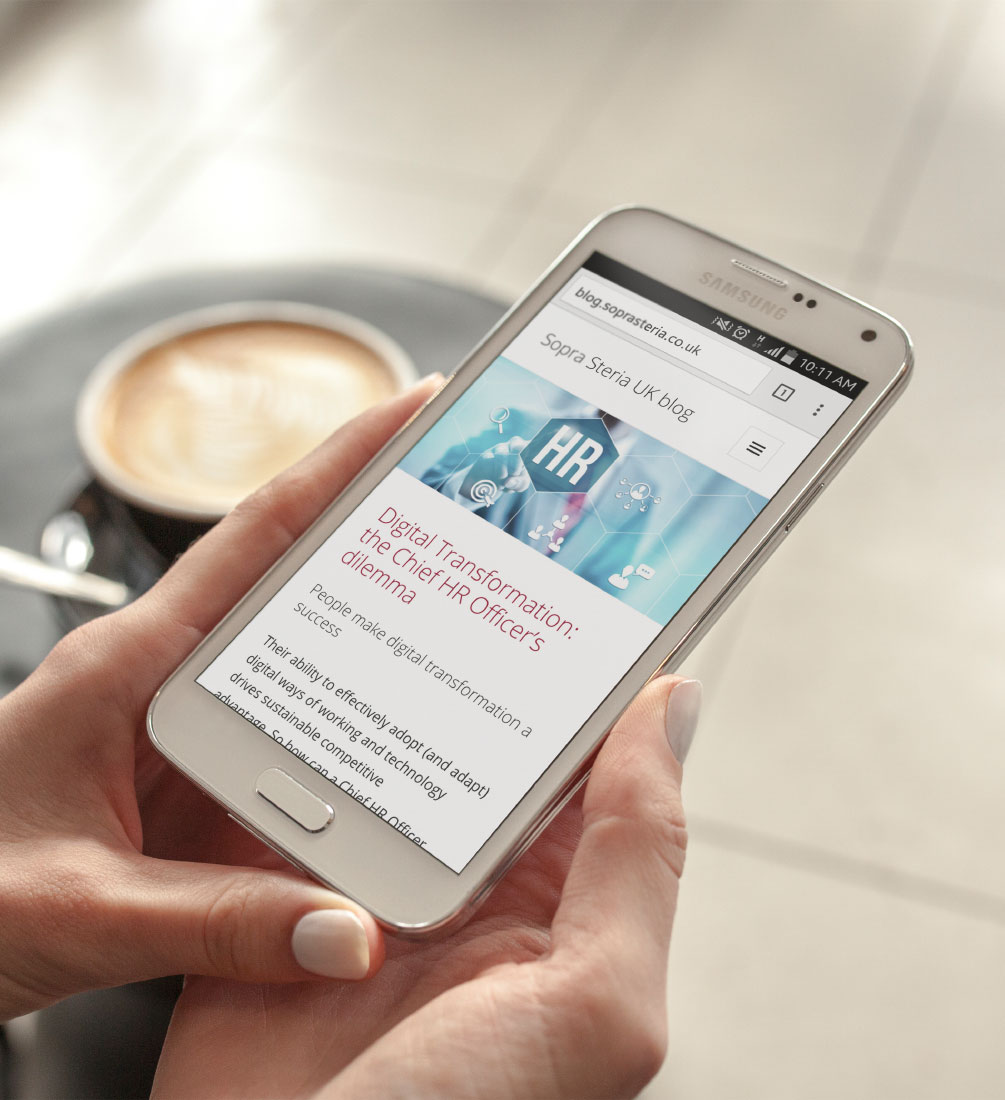 SAMSUNG
H
10:11 AM
blog.soprasteria.co.uk
1
Sopra Steria UK blog
HR
Digital Transformation:
the Chief HR Officer's
dilemma
People make digital transformation a
success
Their ability to effectively adopt (and adapt)
digital ways of working and technology
drives sustainable competitive
advantage. So how can a Chief HR Officer